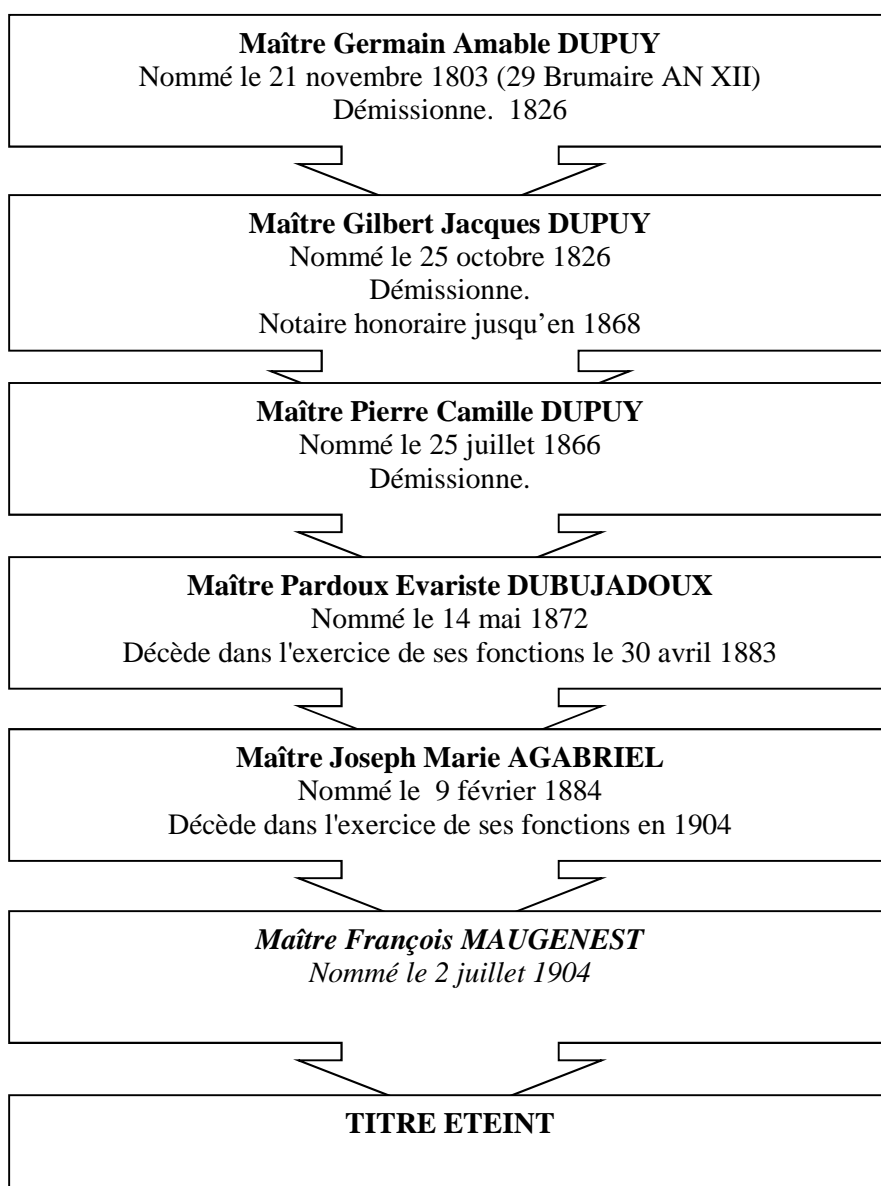 Maître Germain Amable DUPUY
Nommé le 21 novembre 1803 (29 Brumaire AN XII)
Démissionne.  1826
Maître Gilbert Jacques DUPUY
Nommé le 25 octobre 1826
Démissionne.
Notaire honoraire jusqu'en 1868
Maître Pierre Camille DUPUY
Nommé le 25 juillet 1866
Démissionne.
Maître Pardoux Evariste DUBUJADOUX
Nommé le 14 mai 1872
Décède dans l'exercice de ses fonctions le 30 avril 1883
Maître Joseph Marie AGABRIEL
Nommé le  9 février 1884
Décède dans l'exercice de ses fonctions en 1904
Maître François MAUGENEST
Nommé le 2 juillet 1904
TITRE ETEINT